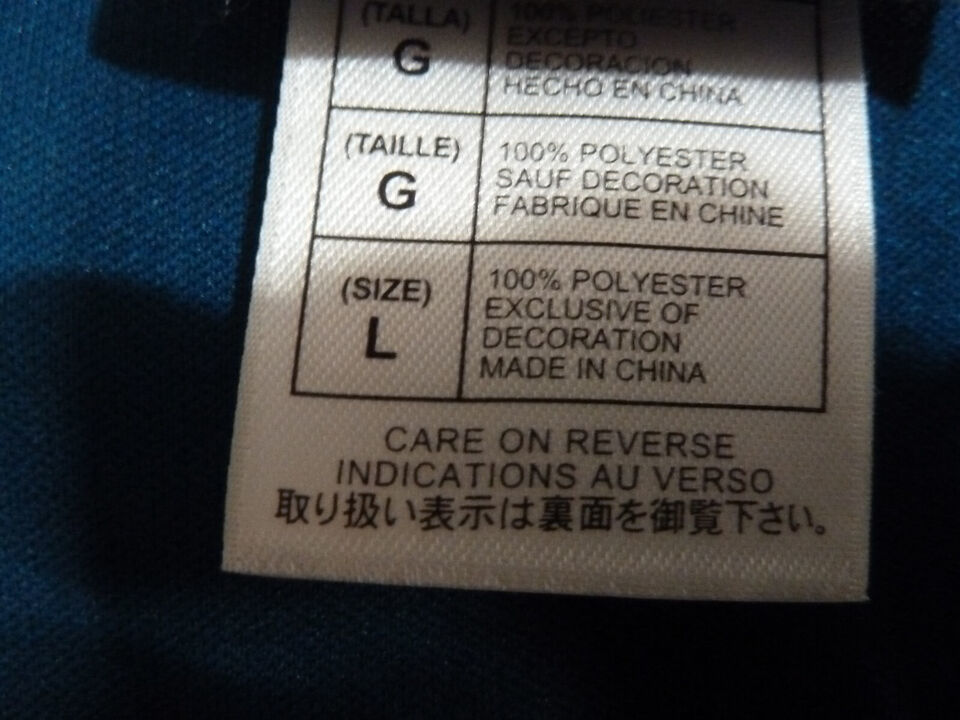 (TALLA)
G
100% POLIESTER
EXCEPTO
DECORACION
HECHO EN CHINA
(TAILLE)
G
100% POLYESTER
SAUF DECORATION
FABRIQUE EN CHINE
(SIZE)
L
100% POLYESTER
EXCLUSIVE OF
DECORATION
MADE IN CHINA
CARE ON REVERSE
INDICATIONS AU VERSO
取り扱い表示は裏面を御覧下さい。